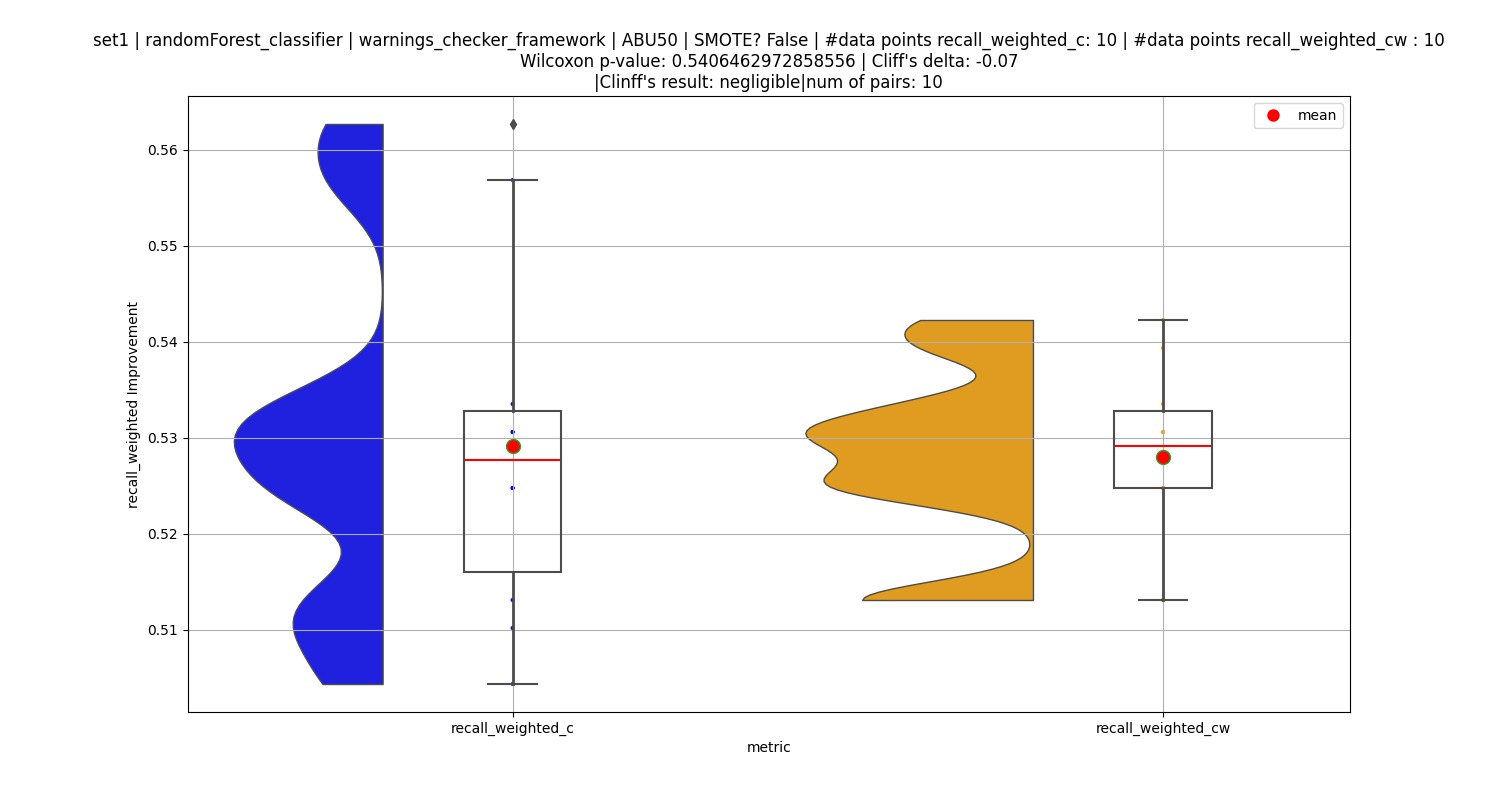 set1 | randomForest_classifier | warnings_checker_framework | ABU50 | SMOTE? False | #data points recall_weighted_c: 10 | #data points recall_weighted_cw : 10
Wilcoxon p-value: 0.5406462972858556 | Cliff's delta: -0.07
|Clinff's result: negligible|num of pairs: 10
mean
0.56
0.55
0.54
0.53
0.52
0.51
recall_weighted Improvement
recall_weighted_c
recall_weighted_cw
metric